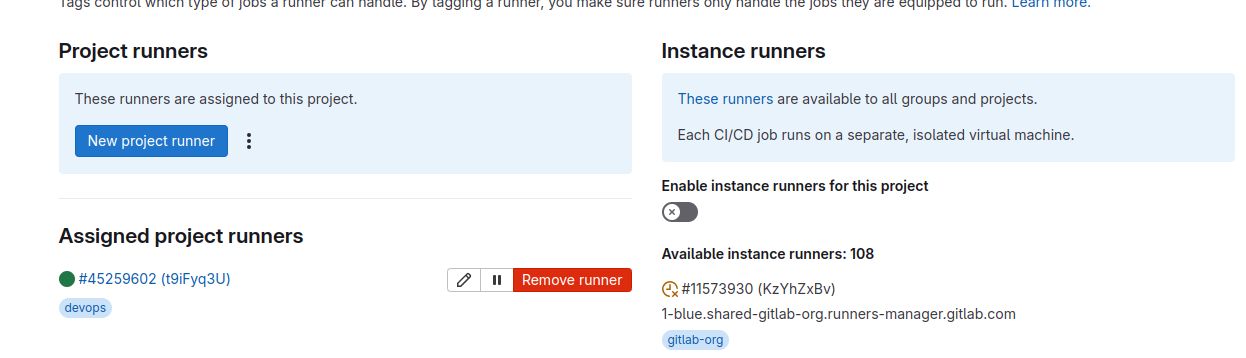 Tags control which type of jobs a runner can handle. By tagging a runner, you make sure runners only handle the jobs they are equipped to run. Learn more.
Project runners
These runners are assigned to this project.
New project runner
Assigned project runners
#45259602 (t9iFyq3U)
Remove runner
devops
Instance runners
These runners are available to all groups and projects.
Each CI/CD job runs on a separate, isolated virtual machine.
Enable instance runners for this project
Available instance runners: 108
#11573930 (KzYhZxBv)
1-blue.shared-gitlab-org.runners-manager.gitlab.com
gitlab-org